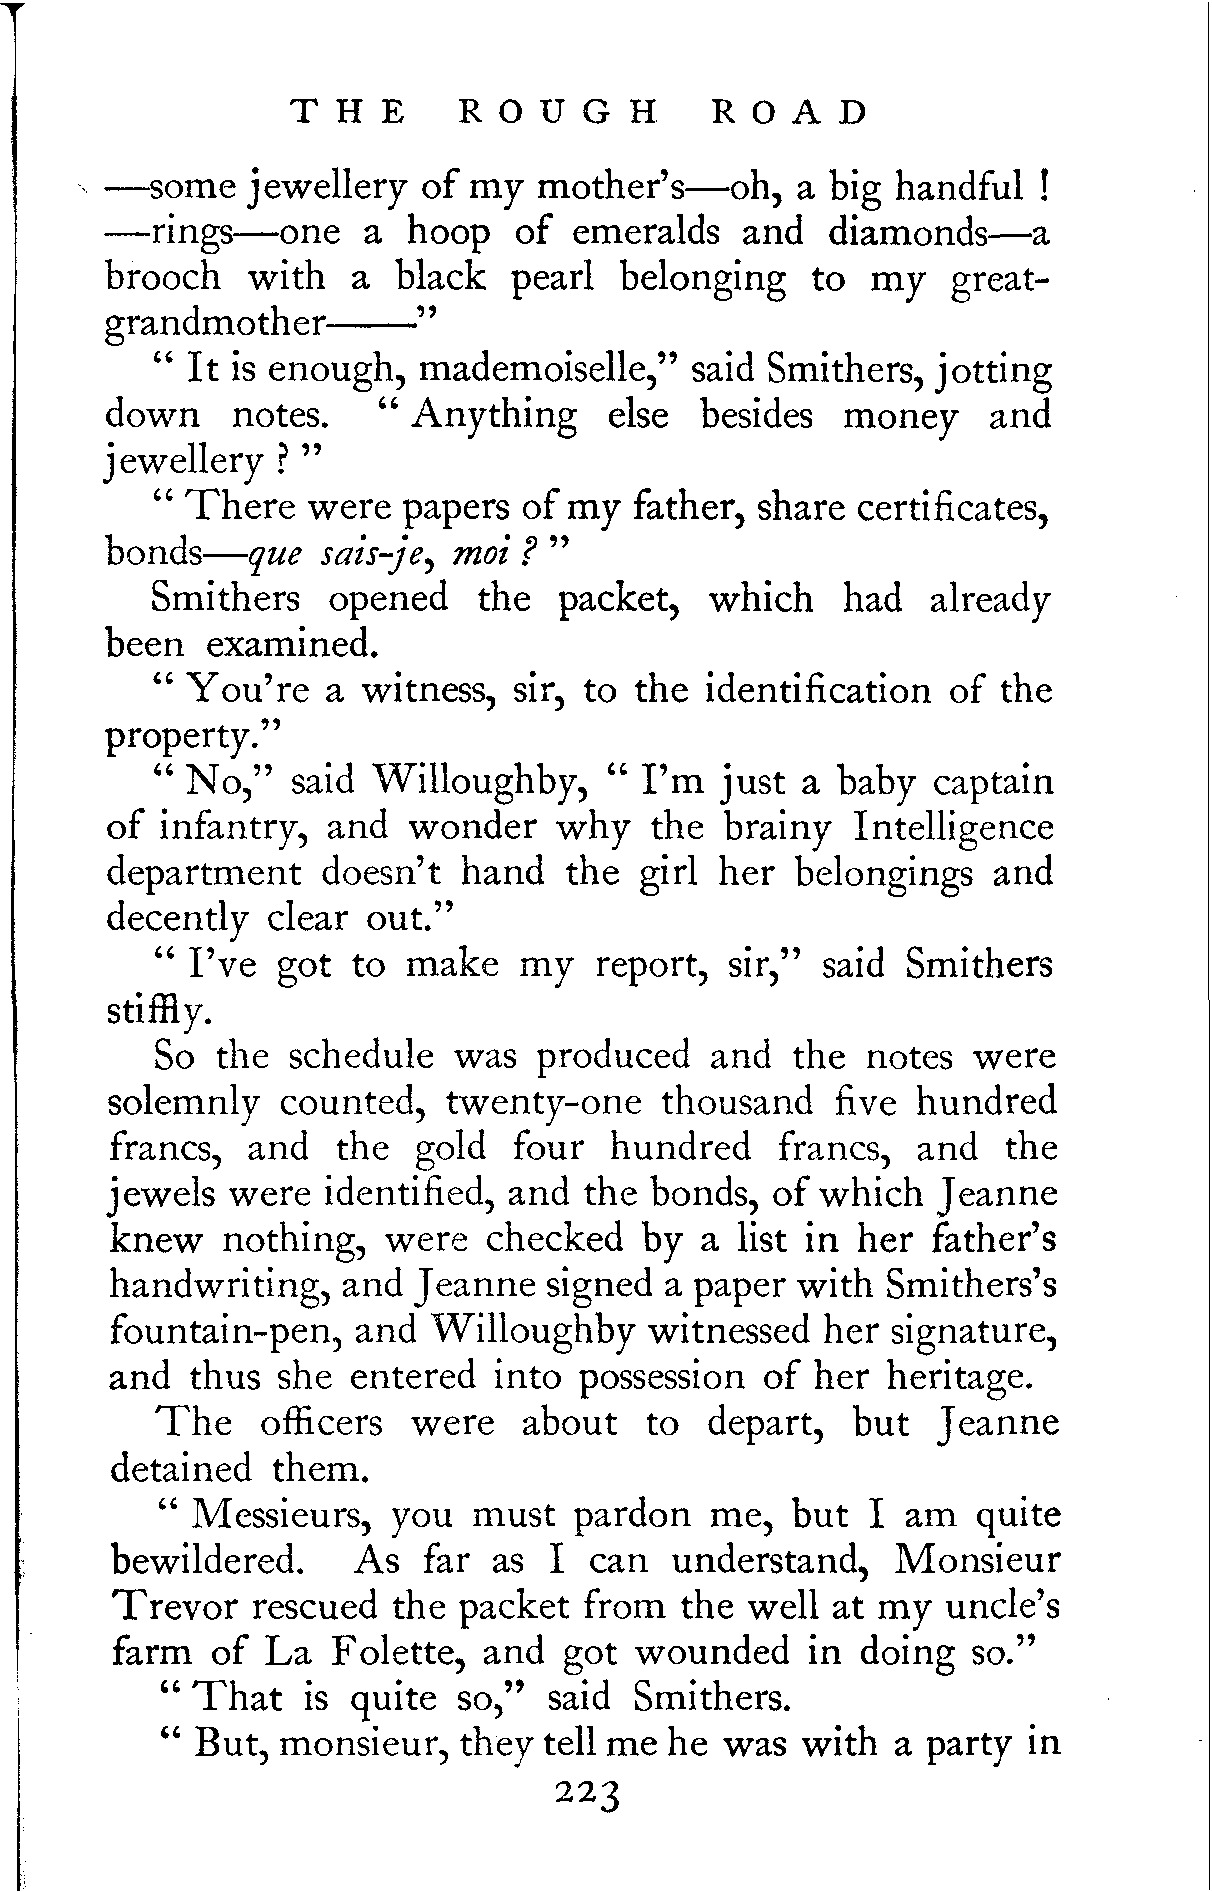 THE ROUGH ROAD
—some jewellery of my mother's—oh, a big handful !
—rings—one a hoop of emeralds and diamonds—a
brooch with a black pearl belonging to my great-
grandmother——"
" It is enough, mademoiselle," said Smithers, jotting
down notes. " Anything else besides money and
jewellery ? "
" There were papers of my father, share certificates,
bonds—que sais-je, moi ? "
Smithers opened the packet, which had already
been examined.
" You're a witness, sir, to the identification of the
property."
" No," said Willoughby, " I'm just a baby captain
of infantry, and wonder why the brainy Intelligence
department doesn't hand the girl her belongings and
decently clear out."
" I've got to make my report, sir," said Smithers
stiffly.
So the schedule was produced and the notes were
solemnly counted, twenty-one thousand five hundred
francs, and the gold four hundred francs, and the
jewels were identified, and the bonds, of which Jeanne
knew nothing, were checked by a list in her father's
handwriting, and Jeanne signed a paper with Smithers's
fountain-pen, and Willoughby witnessed her signature,
and thus she entered into possession of her heritage.
The officers were about to depart, but Jeanne
detained them.
" Messieurs, you must pardon me, but I am quite
bewildered. As far as I can understand, Monsieur
Trevor rescued the packet from the well at my uncle's
farm of La Folette, and got wounded in doing so."
" That is quite so," said Smithers.
" But, monsieur, they tell me he was with a party in
223